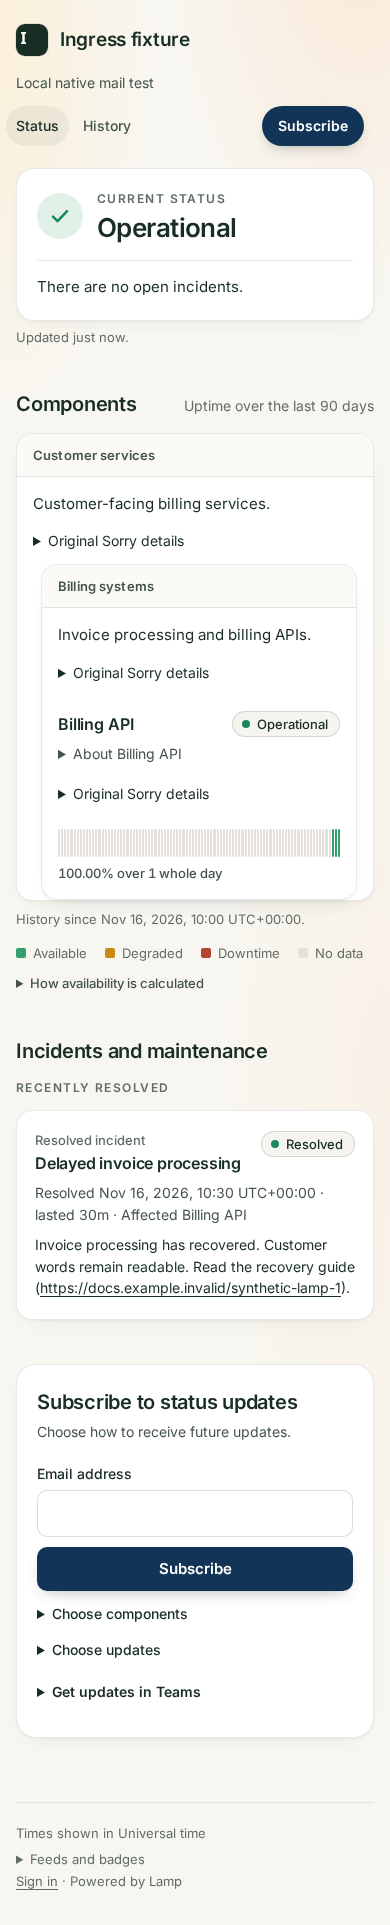 I
Ingress fixture
Local native mail test
Status
History
Subscribe
CURRENT STATUS
Operational
There are no open incidents.
Updated just now.
Components
Uptime over the last 90 days
Customer services
Customer-facing billing services.
Original Sorry details
Billing systems
Invoice processing and billing APIs.
Original Sorry details
Billing API
Operational
About Billing API
Original Sorry details
100.00% over 1 whole day
History since Nov 16, 2026, 10:00 UTC+00:00.
Available
Degraded
Downtime
No data
How availability is calculated
Incidents and maintenance
RECENTLY RESOLVED
Resolved incident
Resolved
Delayed invoice processing
Resolved Nov 16, 2026, 10:30 UTC+00:00 ·
lasted 30m · Affected Billing API
Invoice processing has recovered. Customer
words remain readable. Read the recovery guide
(https://docs.example.invalid/synthetic-lamp-1).
Subscribe to status updates
Choose how to receive future updates.
Email address
Subscribe
Choose components
Choose updates
Get updates in Teams
Times shown in Universal time
Feeds and badges
Sign in · Powered by Lamp